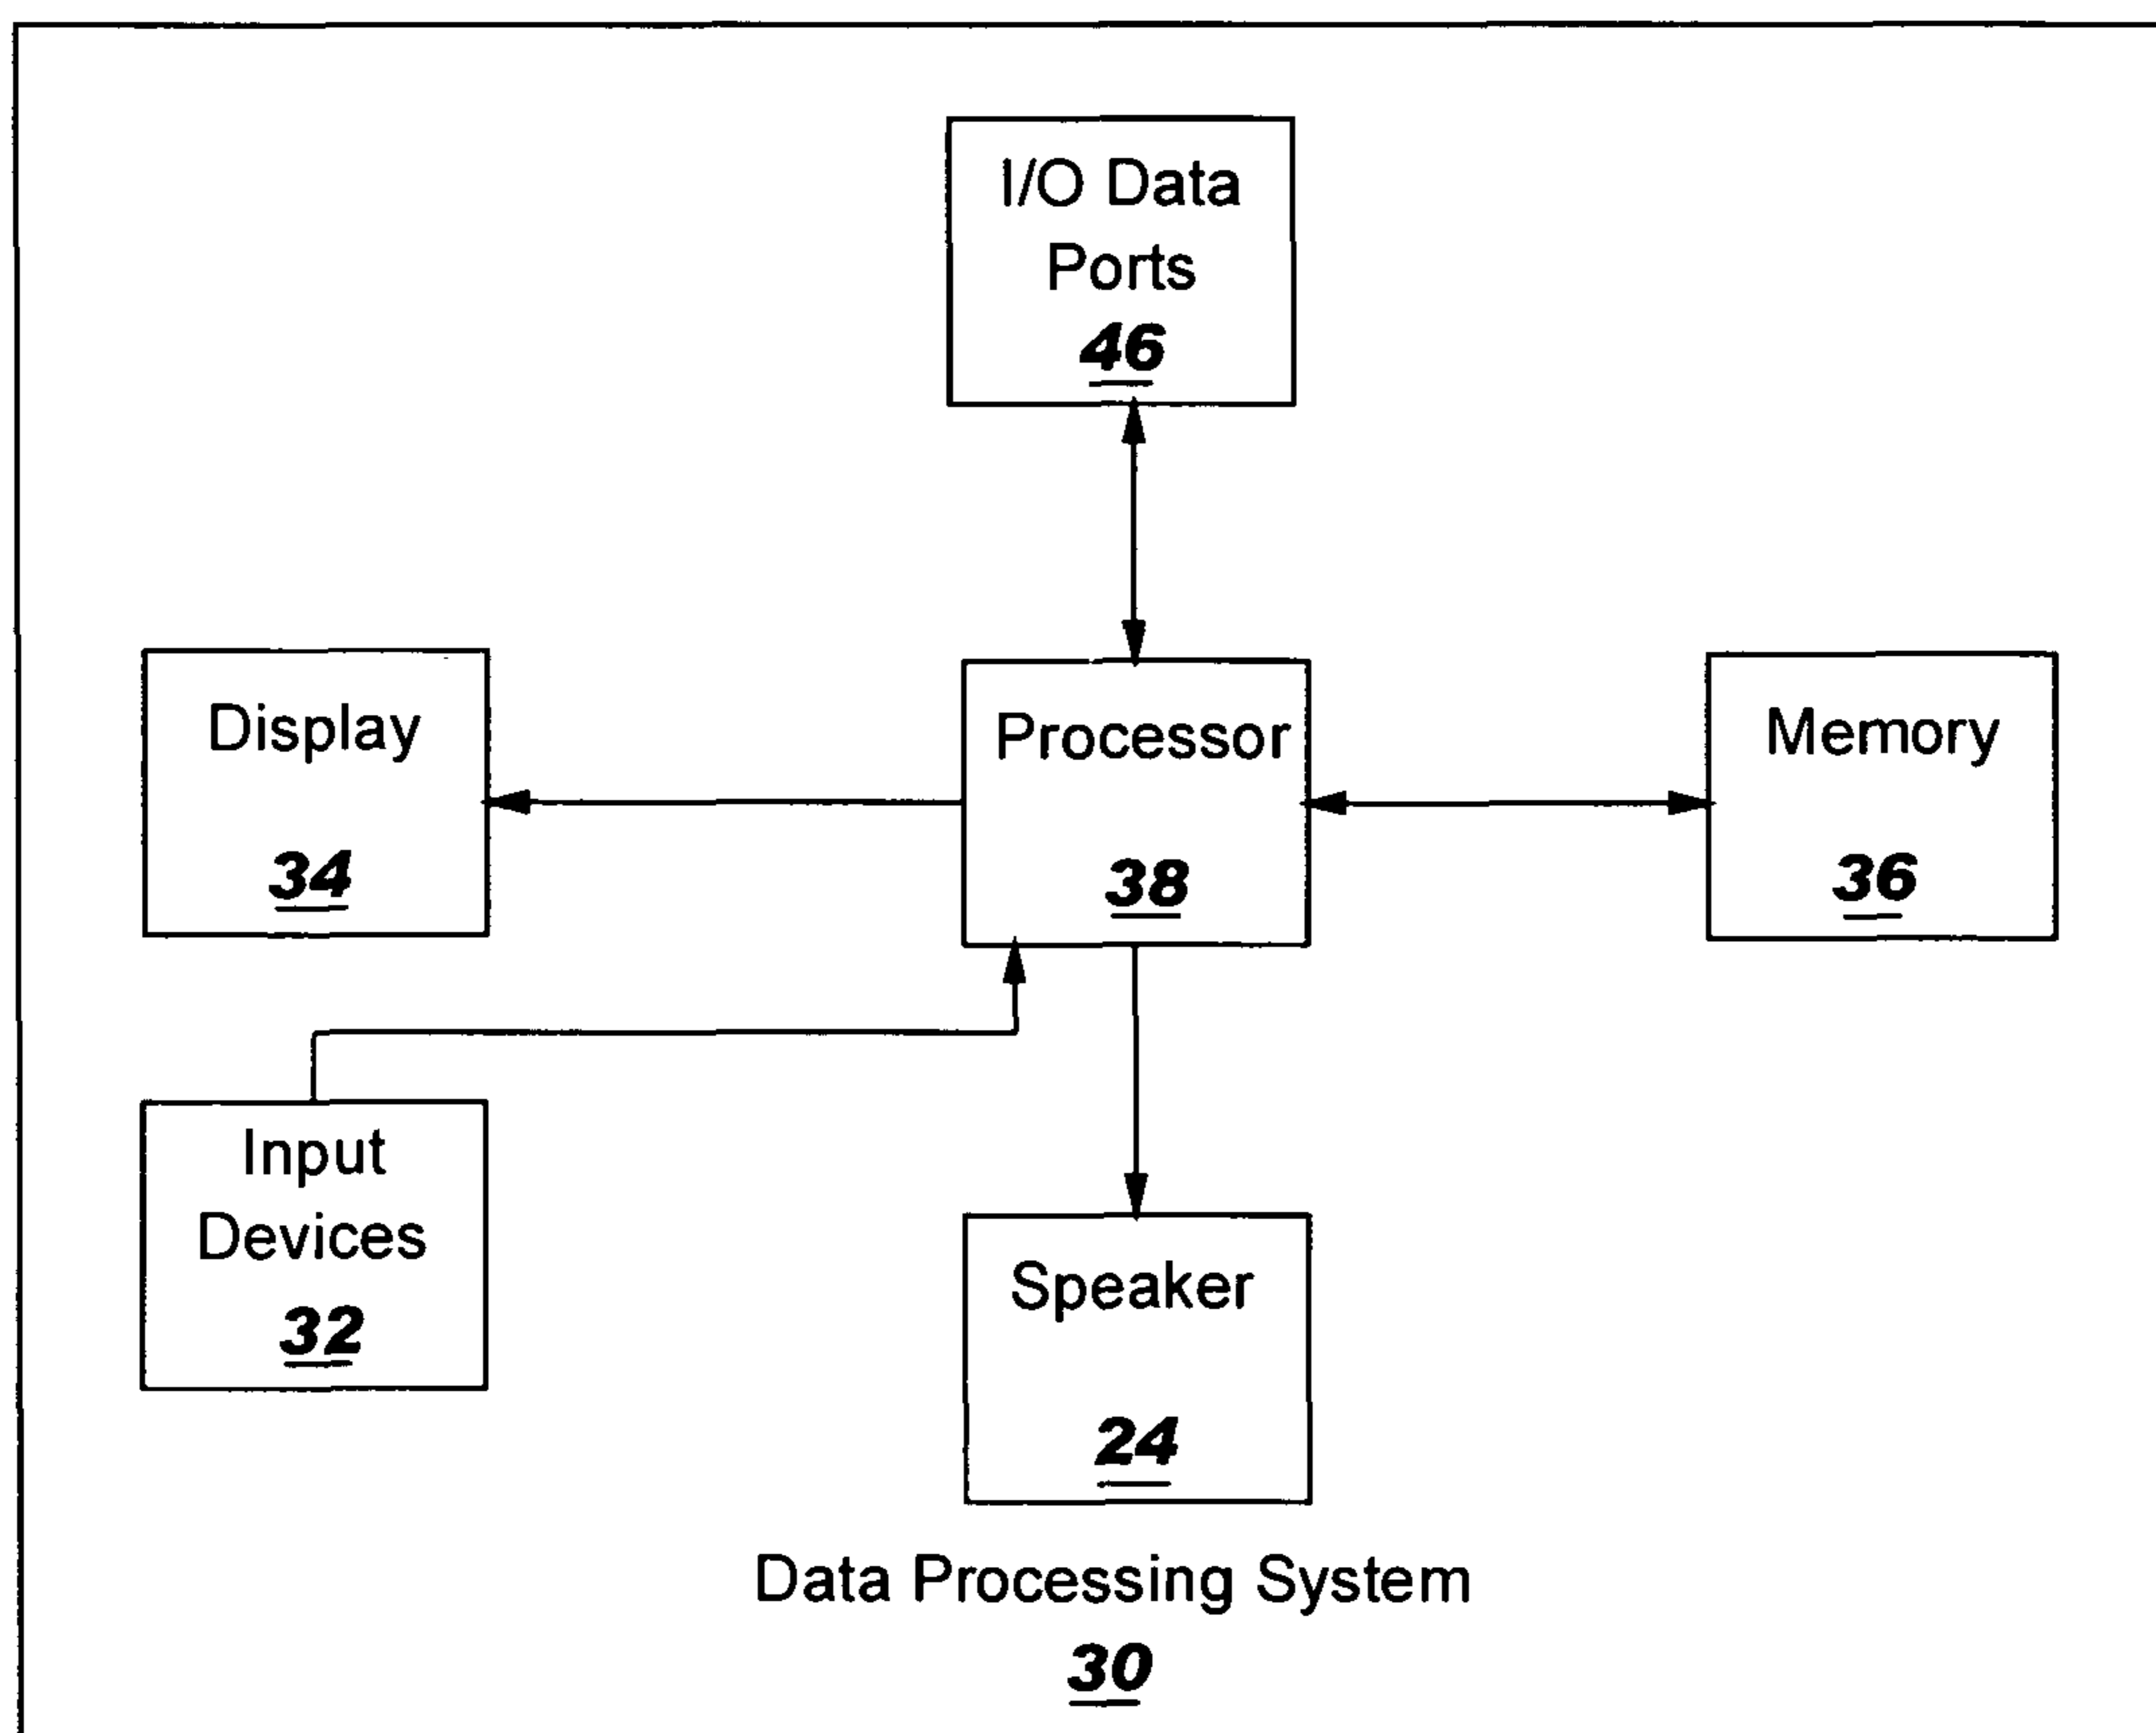 I/O Data
Ports
46
Display
34
Processor
38
Memory
36
Input
Devices
32
Speaker
24
Data Processing System
30